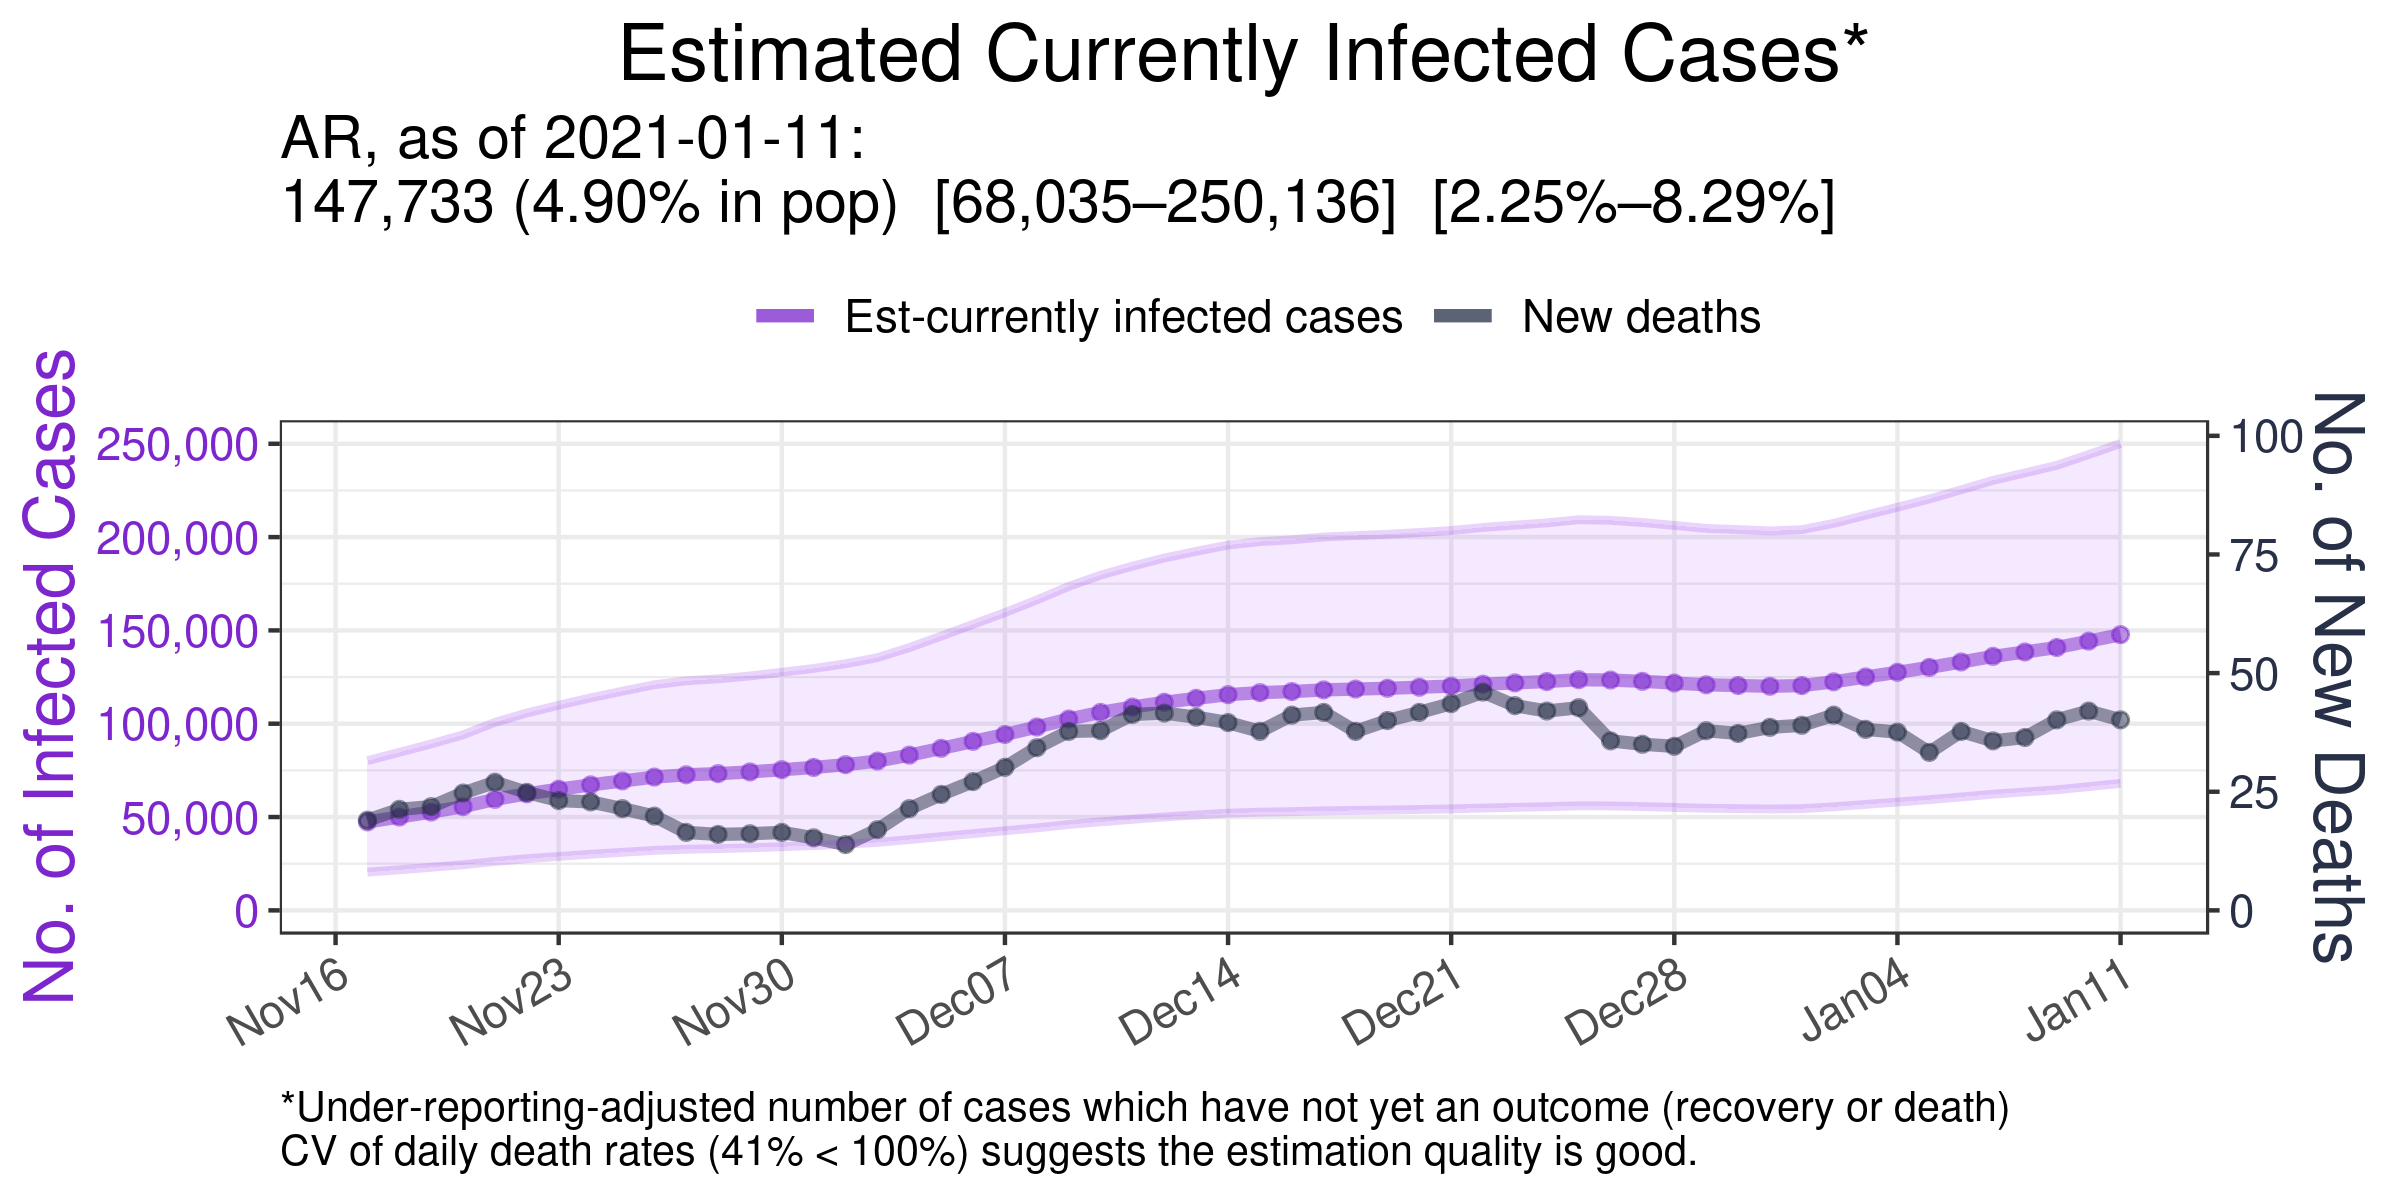 Estimated Currently Infected Cases*
AR, as of 2021-01-11:
147,733 (4.90% in pop)  [68,035–250,136]  [2.25%–8.29%]
Est-currently infected cases
New deaths
No. of Infected Cases
250,000
200,000
150,000
100,000
50,000
0
100
75
50
25
0
No. of New Deaths
Nov16
Nov23
Nov30
Dec07
Dec14
Dec21
Dec28
Jan04
Jan11
*Under-reporting-adjusted number of cases which have not yet an outcome (recovery or death)
CV of daily death rates (41% < 100%) suggests the estimation quality is good.